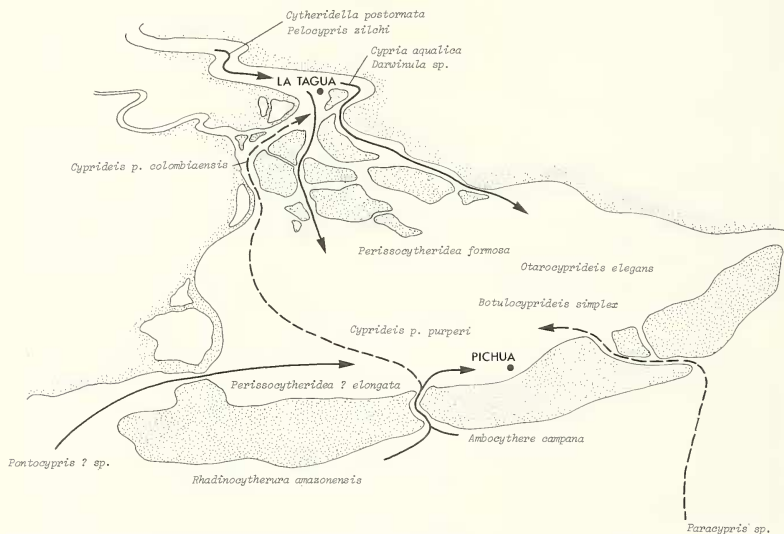 Cytheridella postornata
Pelocypris zilchi
Cypria aqualica
Darwinula sp.
LA TAGUA
Cyprideis p. colombiaensis
Perissocytheridea formosa
Otarocyprideis elegans
Botulocyprideis simplex
Cyprideis p. purperi
PICHUA
Perissocytheridea ? elongata
Ambocythere campana
Pontocypris ? sp.
Rhadinocytherura amazonensis
Paracypris sp.